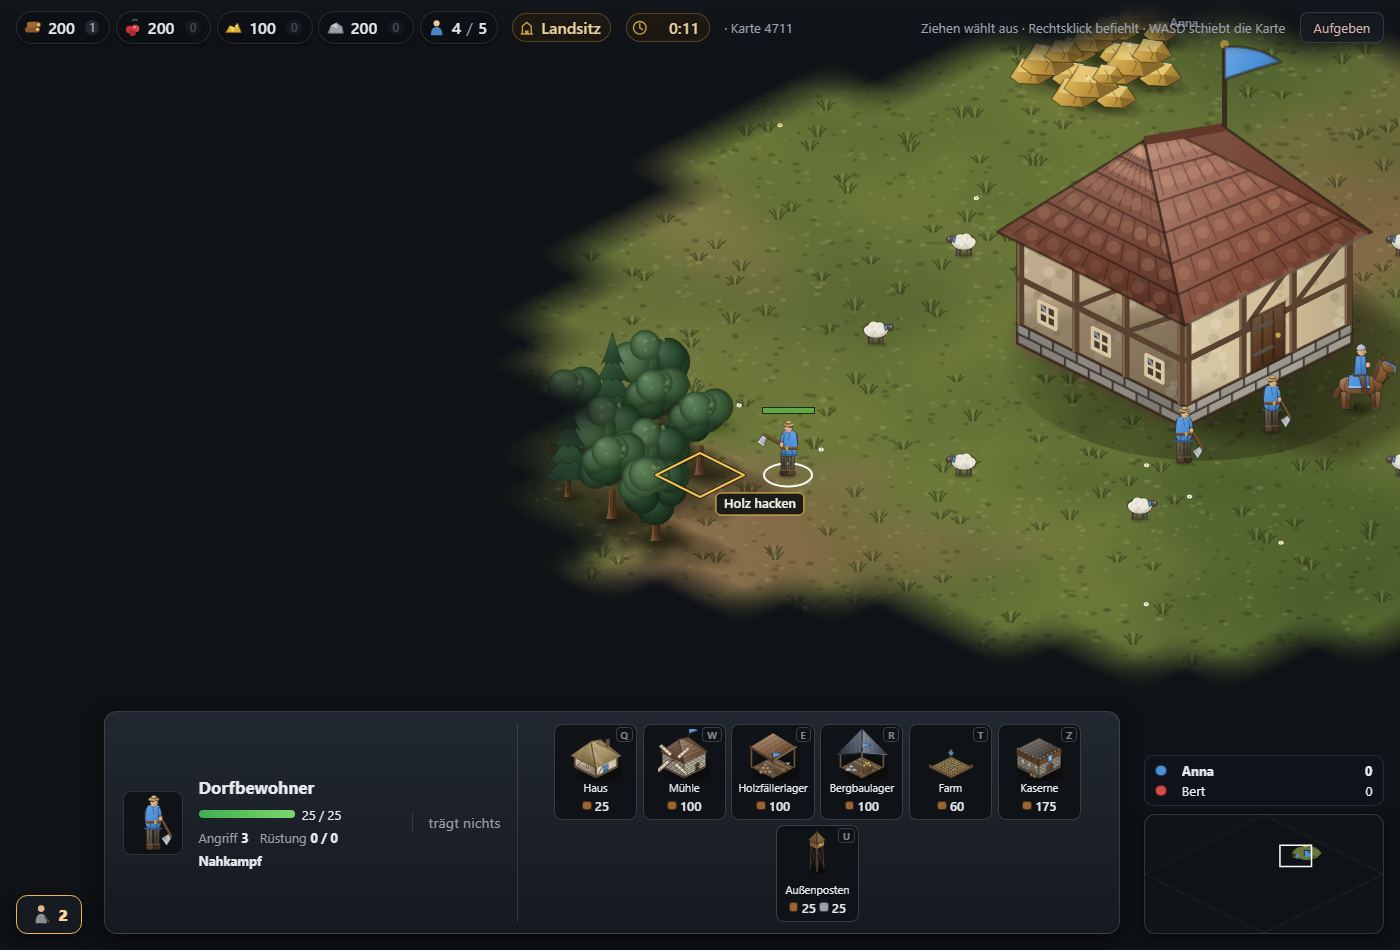 200 1 200 0 100 0 200 0 4 / 5 Landsitz 0:11 · Karte 4711 Ziehen wählt aus · Rechtsklick befiehlt · WASD schiebt die Karte Aufgeben
Anna
Holz hacken
Dorfbewohner
25 / 25
Angriff 3 Rüstung 0 / 0
Nahkampf
trägt nichts
Q W E R T Z
Haus Mühle Holzfällerlager Bergbaulager Farm Kaserne
25 100 100 100 60 175
U
Außenposten
25 25
Anna 0
Bert 0
2